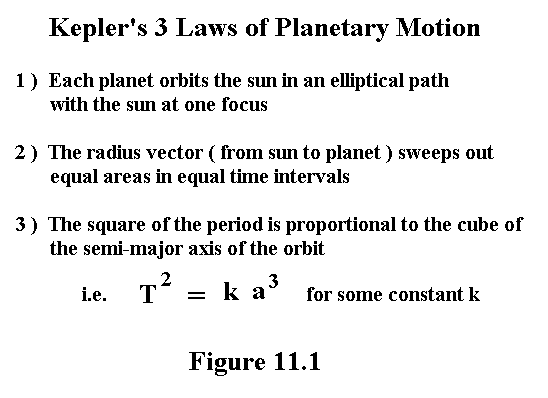 Kepler's 3 Laws of Planetary Motion
1 ) Each planet orbits the sun in an elliptical path
with the sun at one focus
2 ) The radius vector ( from sun to planet ) sweeps out
equal areas in equal time intervals
3 ) The square of the period is proportional to the cube of
the semi-major axis of the orbit
i.e. T² = k a³ for some constant k
Figure 11.1